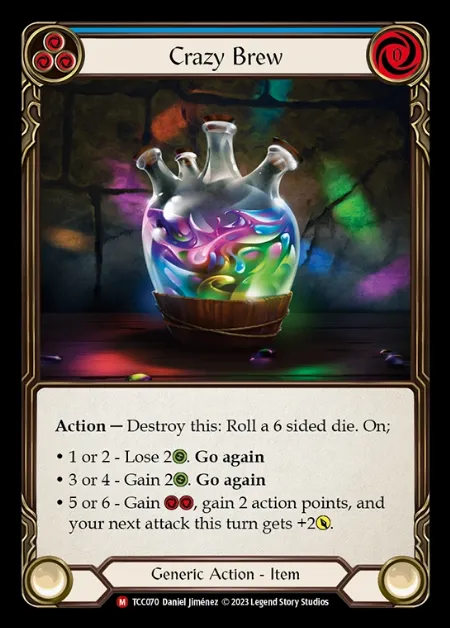 0
Crazy Brew
Action — Destroy this: Roll a 6 sided die. On;
• 1 or 2 - Lose 2. Go again
• 3 or 4 - Gain 2. Go again
• 5 or 6 - Gain , gain 2 action points, and
your next attack this turn gets +2.
Generic Action - Item
M TCC070 Daniel Jiménez © 2023 Legend Story Studios